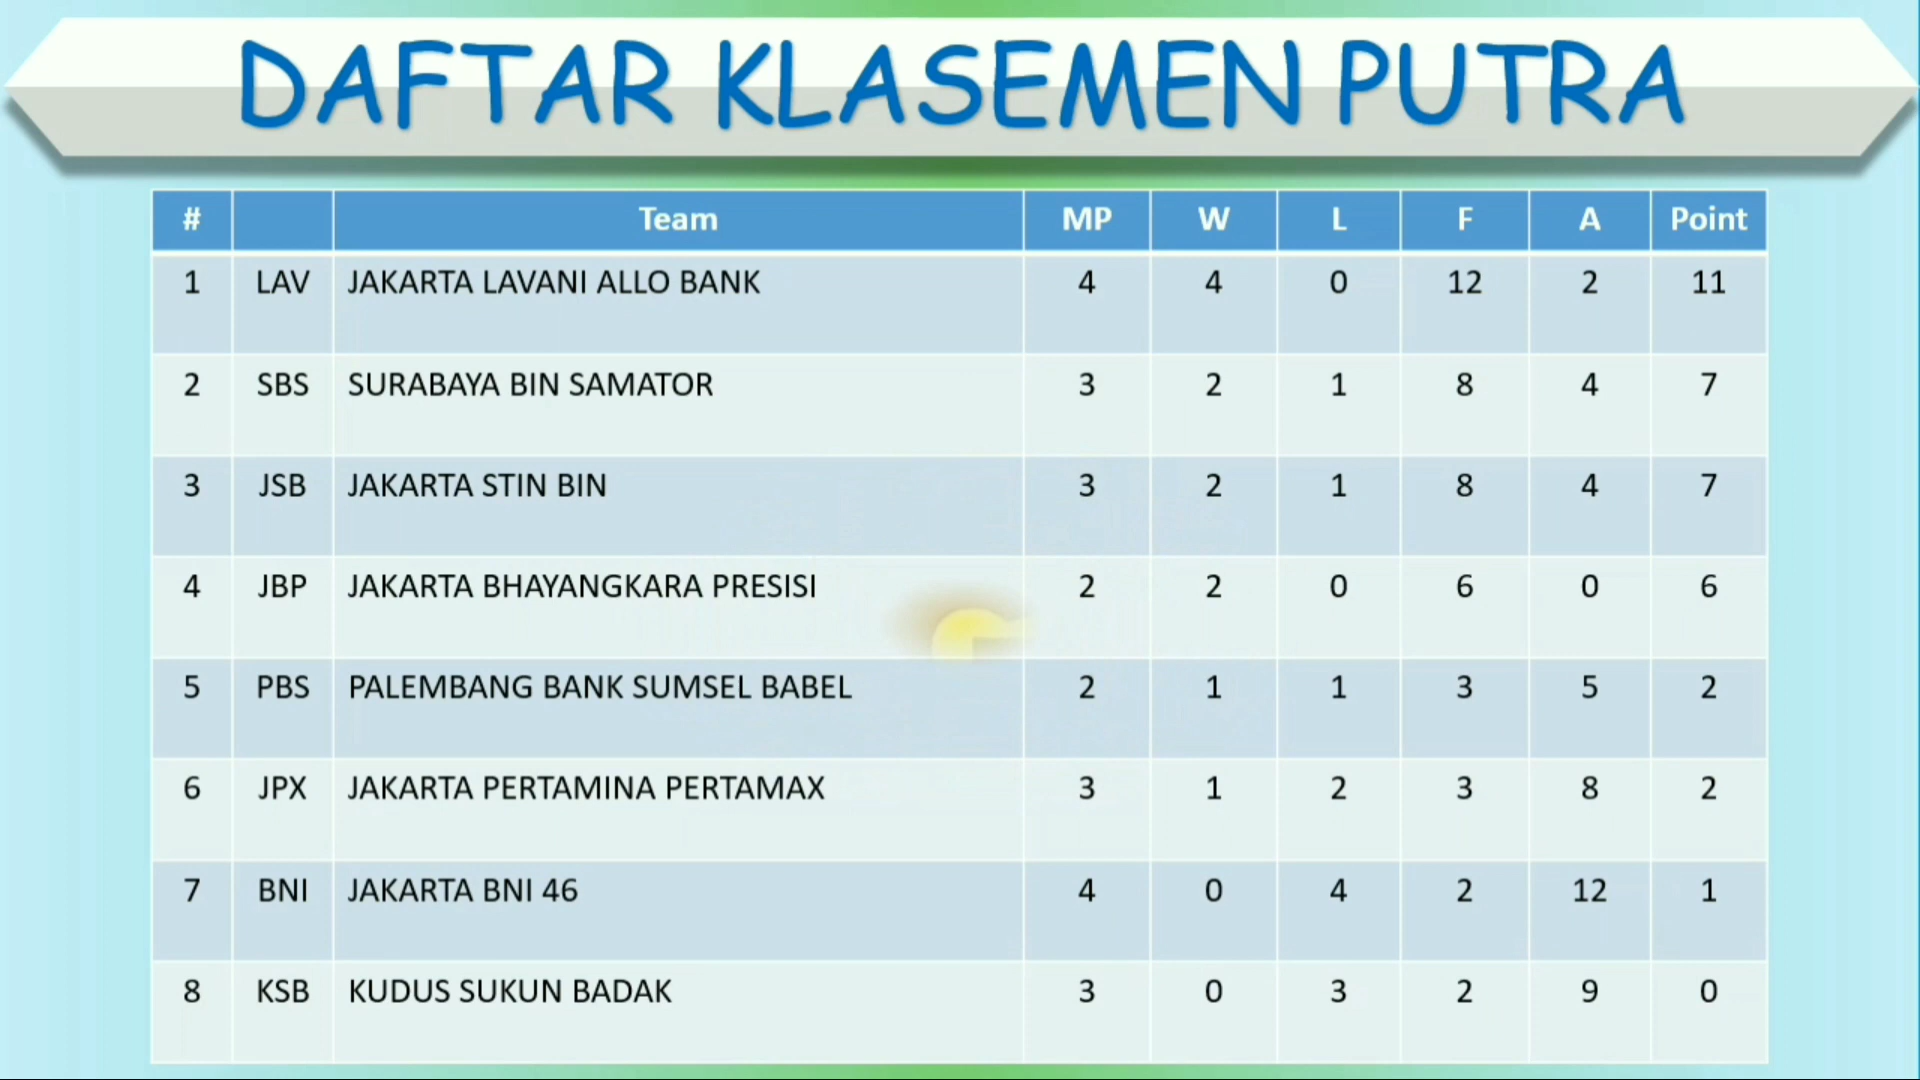 DAFTAR KLASEMEN PUTRA
# Team MP W L F A Point
1 LAV JAKARTA LAVANI ALLO BANK 4 4 0 12 2 11
2 SBS SURABAYA BIN SAMATOR 3 2 1 8 4 7
3 JSB JAKARTA STIN BIN 3 2 1 8 4 7
4 JBP JAKARTA BHAYANGKARA PRESISI 2 2 0 6 0 6
5 PBS PALEMBANG BANK SUMSEL BABEL 2 1 1 3 5 2
6 JPX JAKARTA PERTAMINA PERTAMAX 3 1 2 3 8 2
7 BNI JAKARTA BNI 46 4 0 4 2 12 1
8 KSB KUDUS SUKUN BADAK 3 0 3 2 9 0